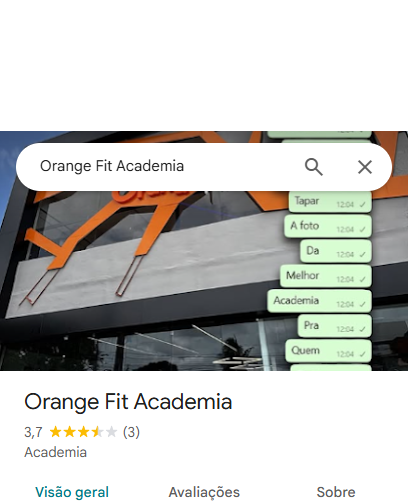 Orange Fit Academia
Tapar
12:04
A foto
12:04
Da
12:04
Melhor
12:04
Academia
12:04
Pra
12:04
Quem
12:04
Orange Fit Academia
3,7 (3)
Academia
Visão geral Avaliações Sobre